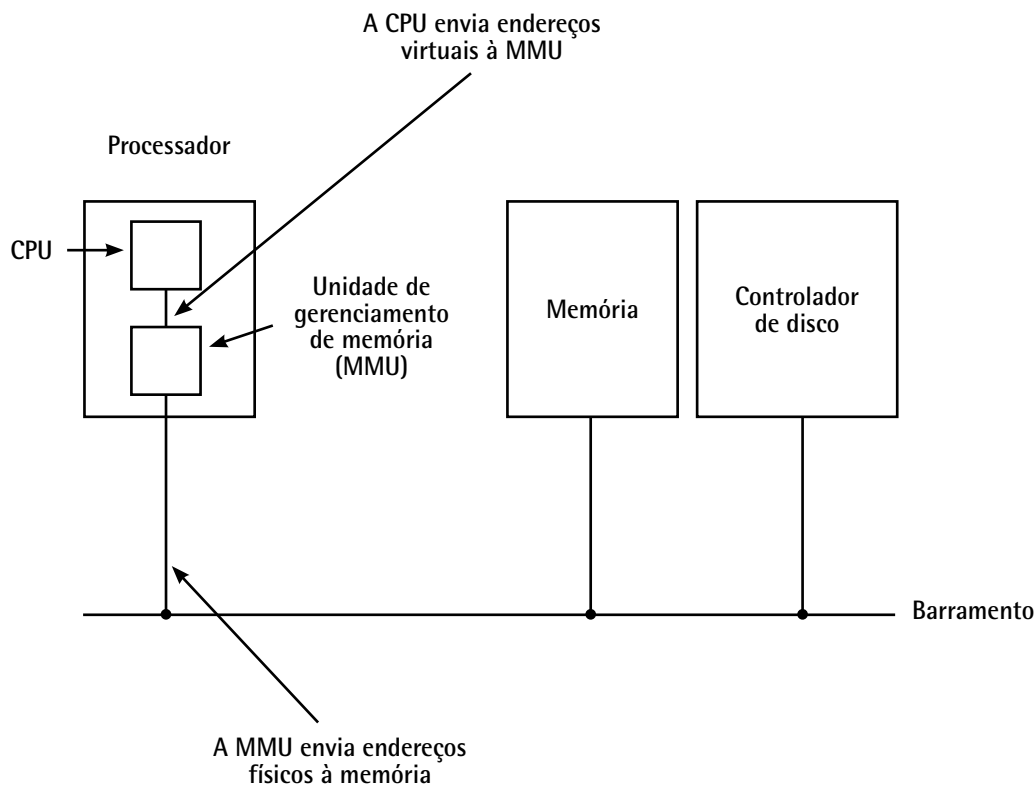 A CPU envia endereços
virtuais à MMU
Processador
CPU
Unidade de
gerenciamento
de memória
(MMU)
Memória
Controlador
de disco
Barramento
A MMU envia endereços
físicos à memória